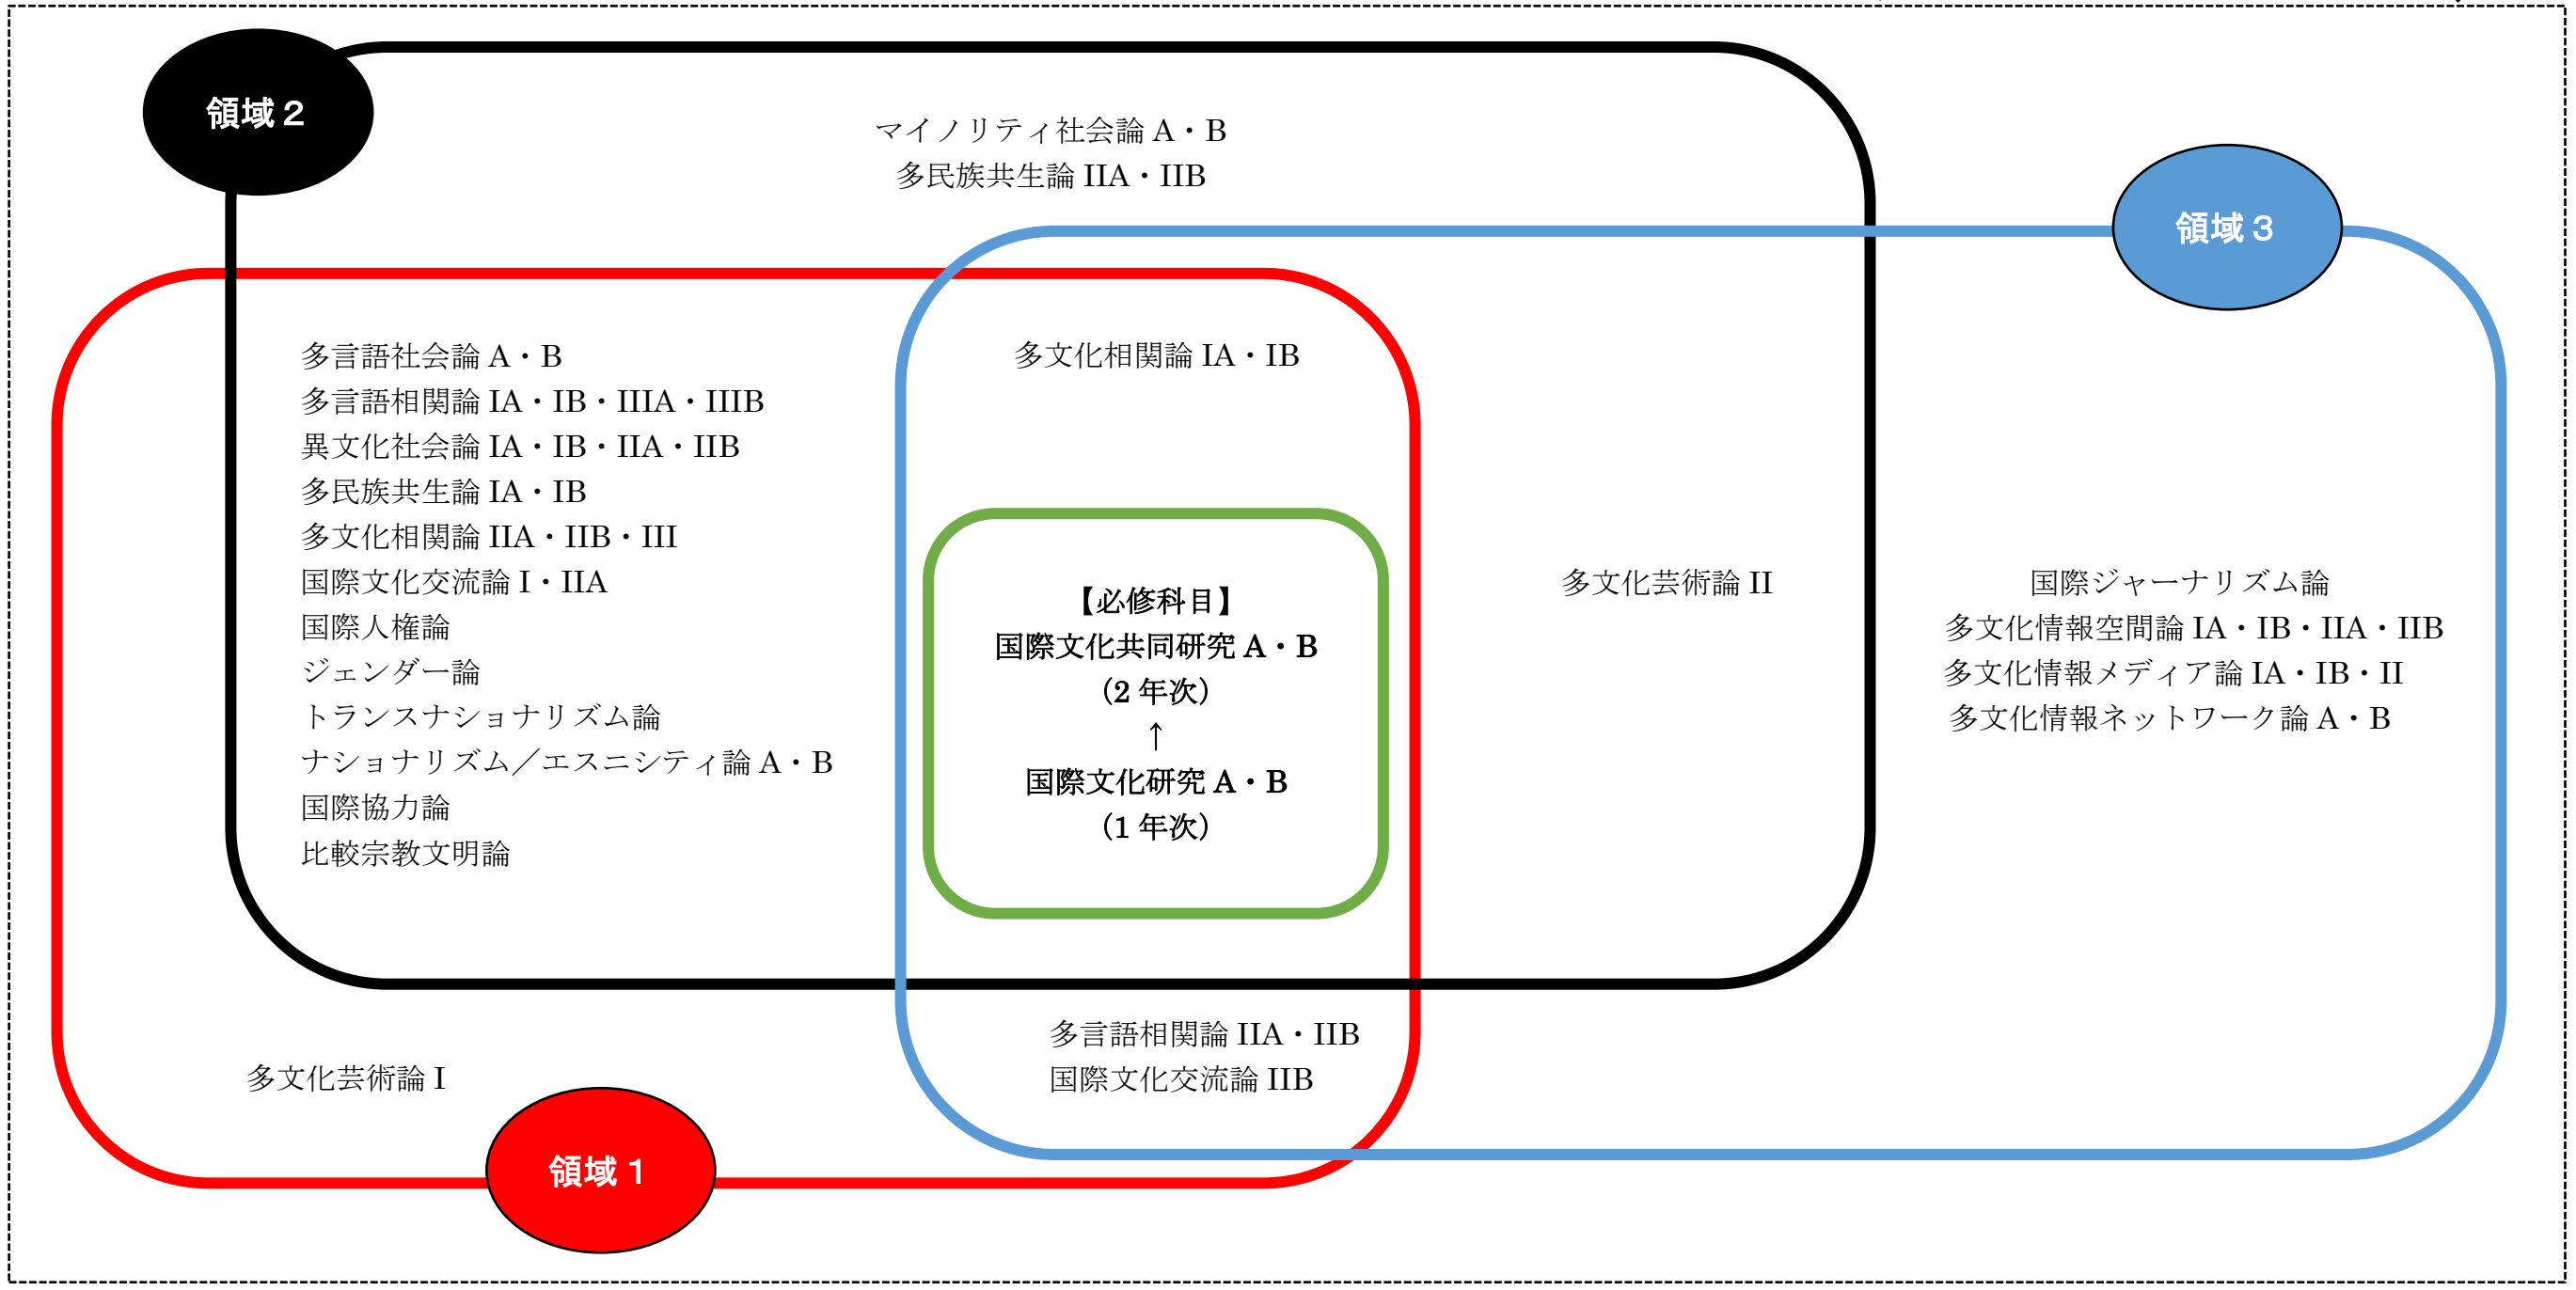 領域２
マイノリティ社会論 A・B
多民族共生論 IIA・IIB
領域３
多言語社会論 A・B
多言語相関論 IA・IB・IIIA・IIIB
異文化社会論 IA・IB・IIA・IIB
多民族共生論 IA・IB
多文化相関論 IIA・IIB・III
国際文化交流論 I・IIA
国際人権論
ジェンダー論
トランスナショナリズム論
ナショナリズム／エスニシティ論 A・B
国際協力論
比較宗教文明論
多文化相関論 IA・IB
【必修科目】
国際文化共同研究 A・B
（2 年次）
↑
国際文化研究 A・B
（1 年次）
多文化芸術論 II
国際ジャーナリズム論
多文化情報空間論 IA・IB・IIA・IIB
多文化情報メディア論 IA・IB・II
多文化情報ネットワーク論 A・B
多言語相関論 IIA・IIB
国際文化交流論 IIB
多文化芸術論 I
領域１